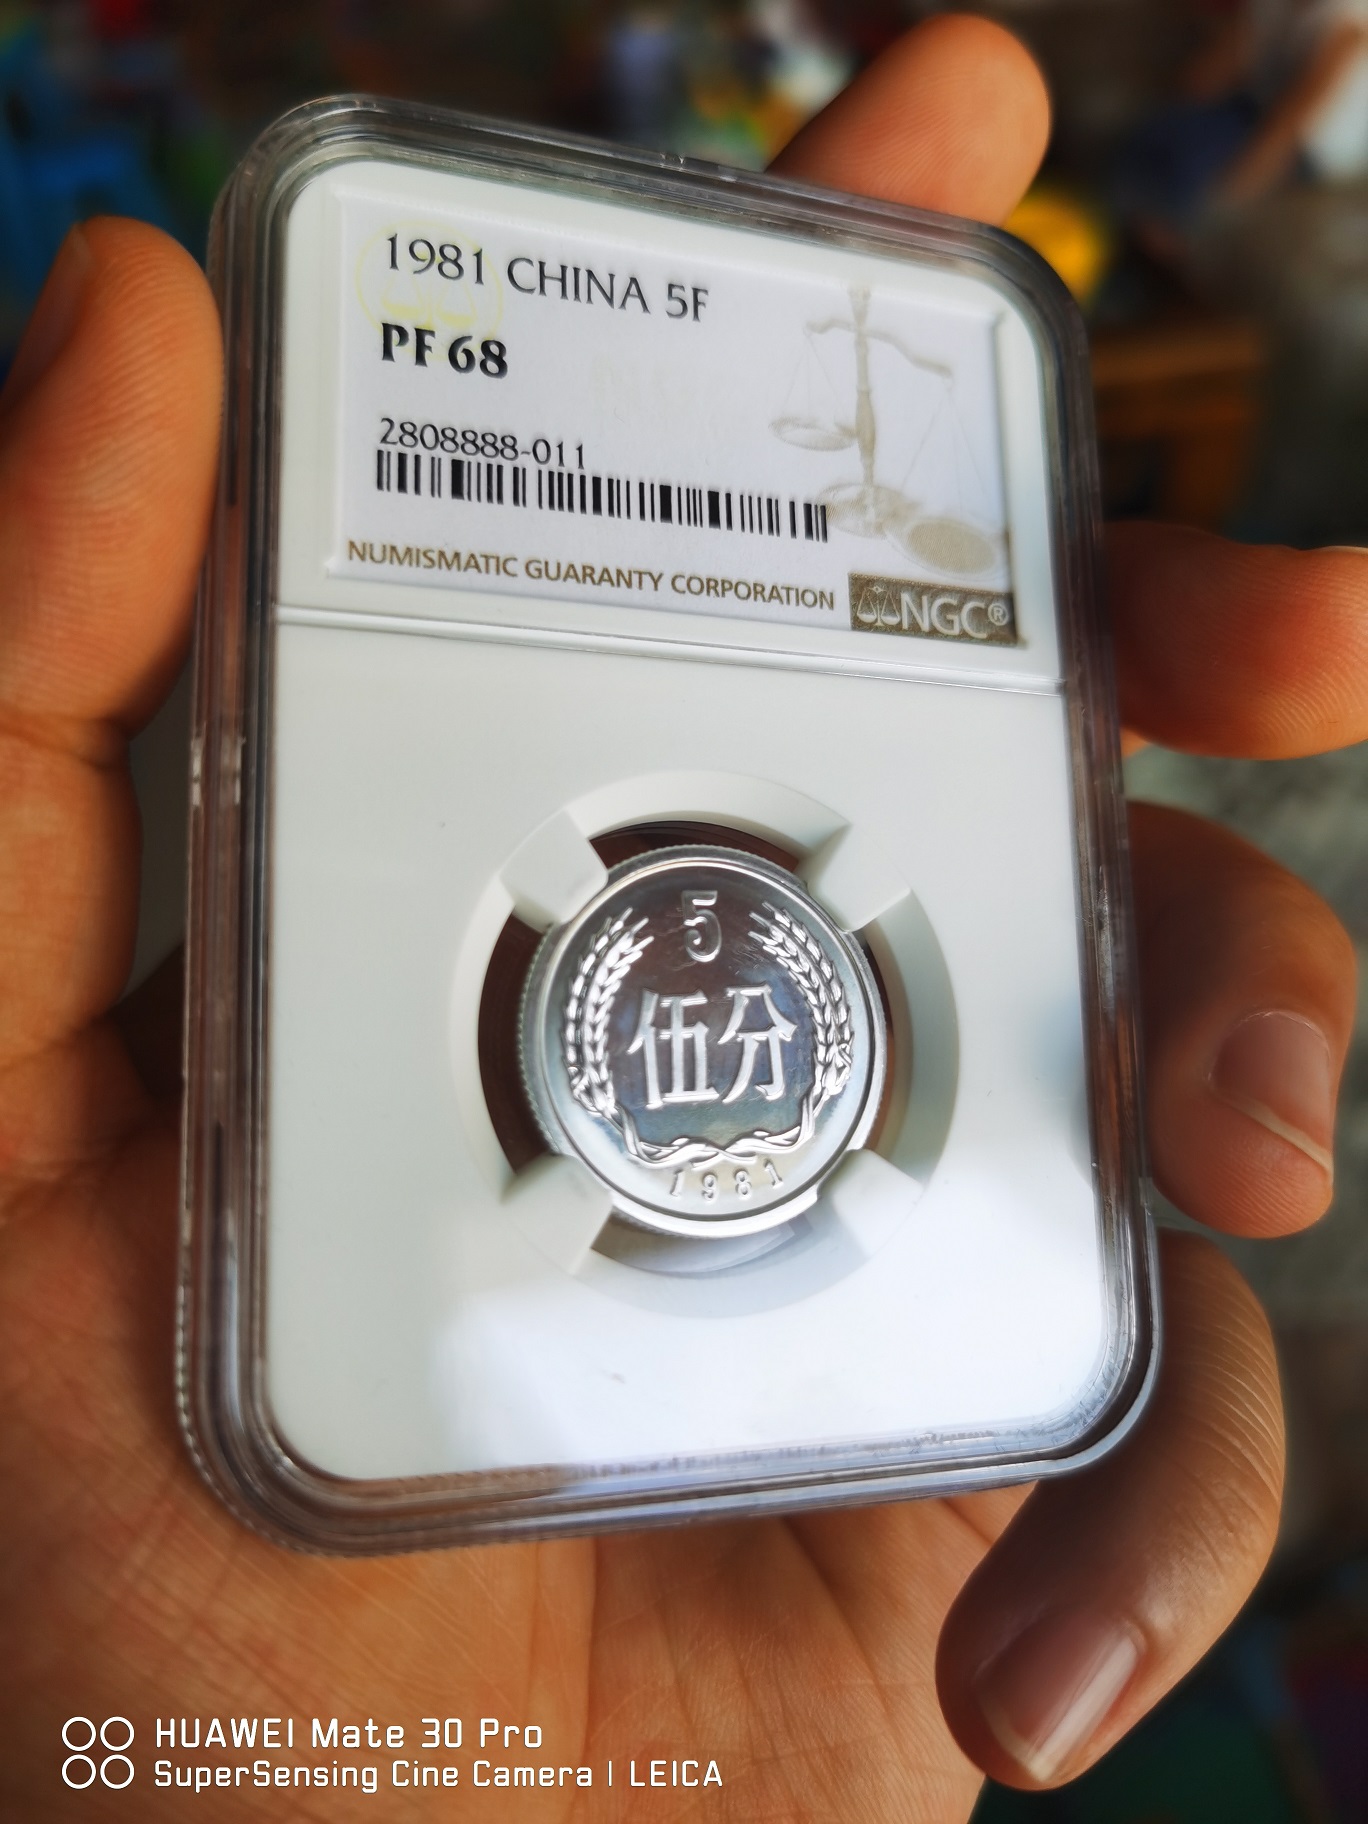 1981 CHINA 5F
PF 68
2808888-011
NUMISMATIC GUARANTY CORPORATION
NGC®
5
伍分
1981
HUAWEI Mate 30 Pro
SuperSensing Cine Camera | LEICA